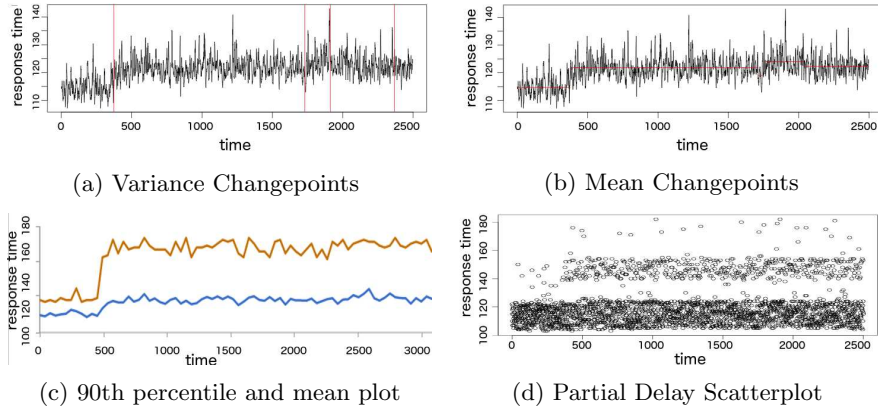 response time
110 120 130 140
0 500 1000 1500 2000 2500
time
(a) Variance Changepoints
response time
110 120 130 140
0 500 1000 1500 2000 2500
time
(b) Mean Changepoints
response time
100 120 140 160 180
0 500 1000 1500 2000 2500 3000
time
(c) 90th percentile and mean plot
response time
100 120 140 160 180
0 500 1000 1500 2000 2500
time
(d) Partial Delay Scatterplot